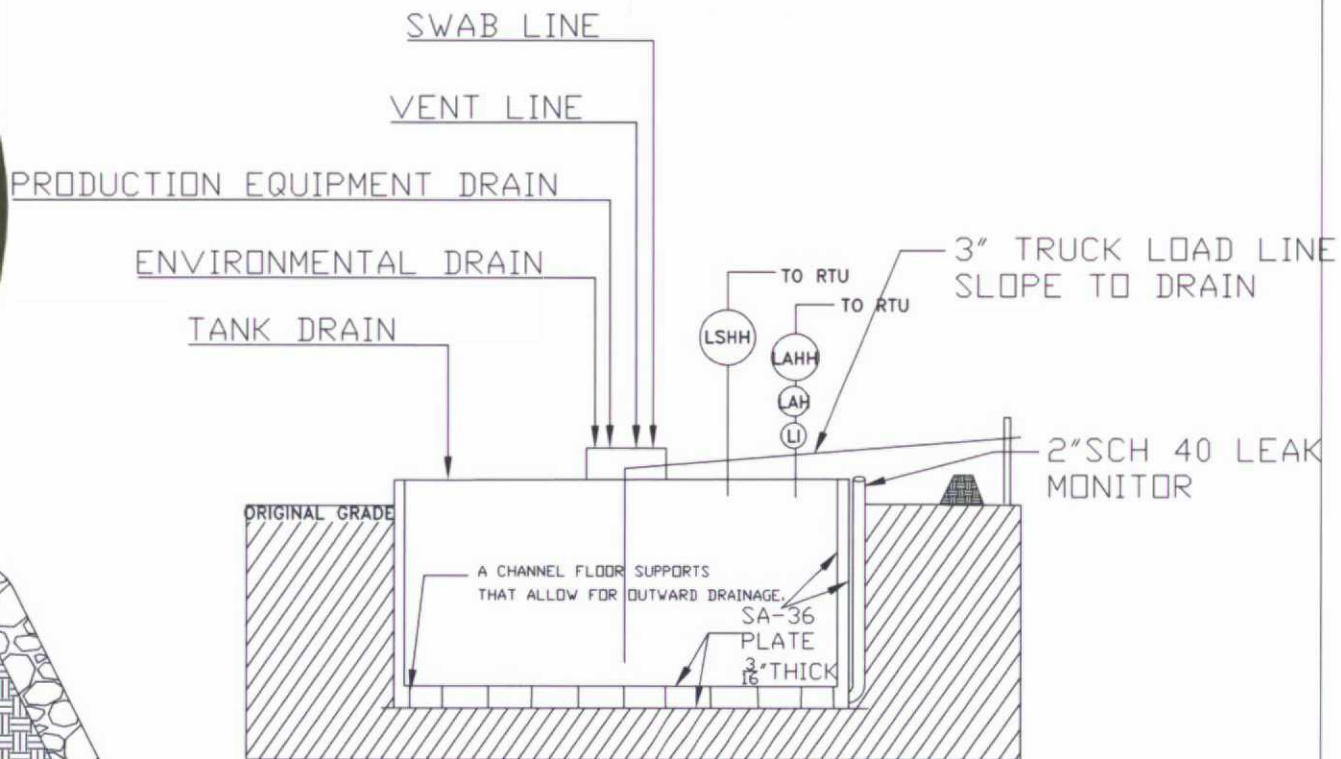 SWAB LINE
VENT LINE
PRODUCTION EQUIPMENT DRAIN
ENVIRONMENTAL DRAIN
TANK DRAIN
TO RTU
TO RTU
3" TRUCK LOAD LINE
SLOPE TO DRAIN
LSHH
LAHH
LAH
LI
2"SCH 40 LEAK
MONITOR
ORIGINAL GRADE
A CHANNEL FLOOR SUPPORTS
THAT ALLOW FOR OUTWARD DRAINAGE.
SA-36
PLATE
3/16"THICK